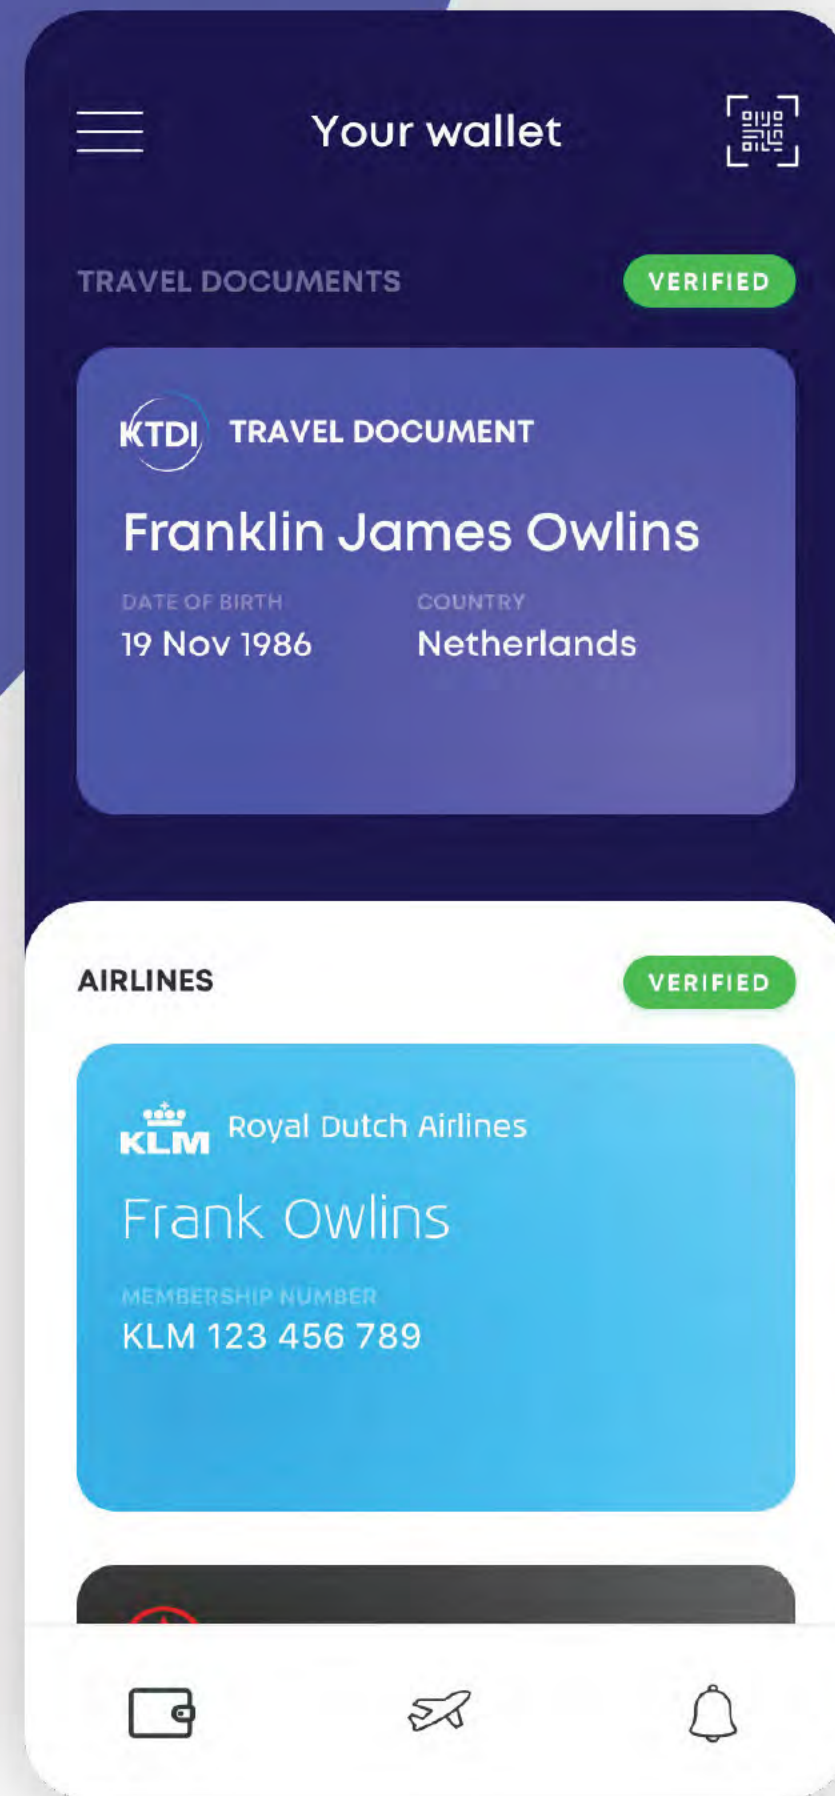 Your wallet
TRAVEL DOCUMENTS
VERIFIED
KTDI TRAVEL DOCUMENT
Franklin James Owlins
DATE OF BIRTH COUNTRY
19 Nov 1986 Netherlands
AIRLINES
VERIFIED
KLM Royal Dutch Airlines
Frank Owlins
MEMBERSHIP NUMBER
KLM 123 456 789